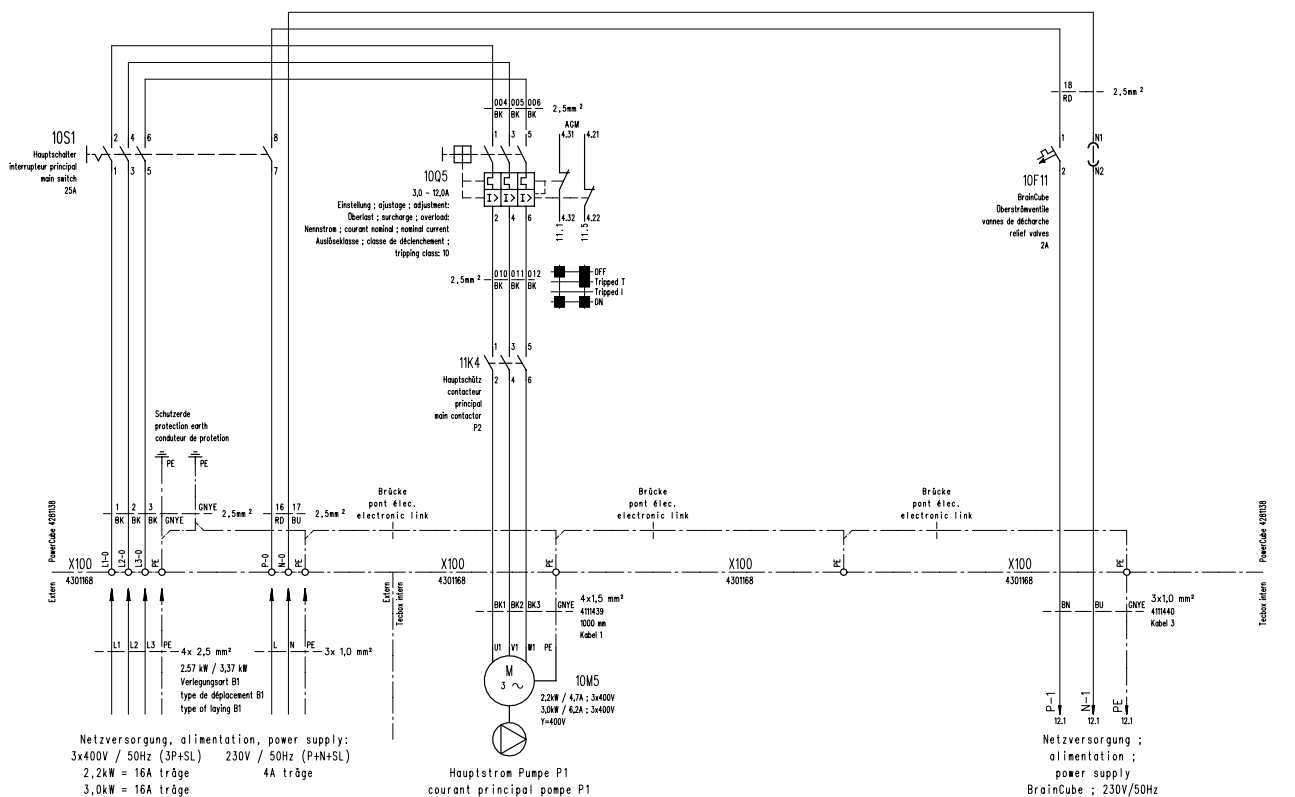 18
RD
2,5mm²
004 005 006
BK BK BK
2,5mm²
AGM
4.31 4.21
10S1
Hauptschalter
interrupteur principal
main switch
25A
2 4 6
1 3 5
8
7
1 3 5
10Q5
3,0 - 12,0A
Einstellung ; ajustage ; adjustment:
Überlast ; surcharge ; overload:
Nennstrom ; courant nominal ; nominal current
Auslöseklasse ; classe de déclenchement ;
tripping class: 10
I> I> I>
2 4 6
4.32 4.22
11.1 11.5
1 N1
2 N2
10F11
BrainCube
Überströmventile
vannes de décharche
relief valves
2A
2,5mm²
010 011 012
BK BK BK
OFF
Tripped T
Tripped I
ON
11K4
Hauptschütz
contacteur
principal
main contactor
P2
1 3 5
2 4 6
Schutzerde
protection earth
conduteur de protetion
PE PE
1 2 3 GNYE
BK BK BK GNYE
2,5mm²
16 17
RD BU
2,5mm²
Brücke
pont élec.
electronic link
Brücke
pont élec.
electronic link
Brücke
pont élec.
electronic link
PowerCube 4281138
Extern
X100
4301168
L1-0 L2-0 L3-0 PE
P-0 N-0 PE
Extern
Tecbox intern
X100
4301168
PE
X100
4301168
PE
X100
4301168
PE
PowerCube 4281138
Tecbox intern
BK1 BK2 BK3 GNYE
4x1,5 mm²
4111439
1000 mm
Kabel 1
BN BU GNYE
3x1,0 mm²
4111440
Kabel 3
L1 L2 L3 PE
4x 2,5 mm²
2,57 kW / 3,37 kW
Verlegungsart B1
type de déplacement B1
type of laying B1
L N PE
3x 1,0 mm²
U1 V1 W1 PE
M
3 ~
10M5
2,2kW / 4,7A ; 3x400V
3,0kW / 6,2A ; 3x400V
Y=400V
P-1 N-1 PE
12.1 12.1 12.1
Netzversorgung, alimentation, power supply:
3x400V / 50Hz (3P+SL) 230V / 50Hz (P+N+SL)
2,2kW = 16A träge 4A träge
3,0kW = 16A träge
Hauptstrom Pumpe P1
courant principal pompe P1
Netzversorgung ;
alimentation ;
power supply
BrainCube ; 230V/50Hz